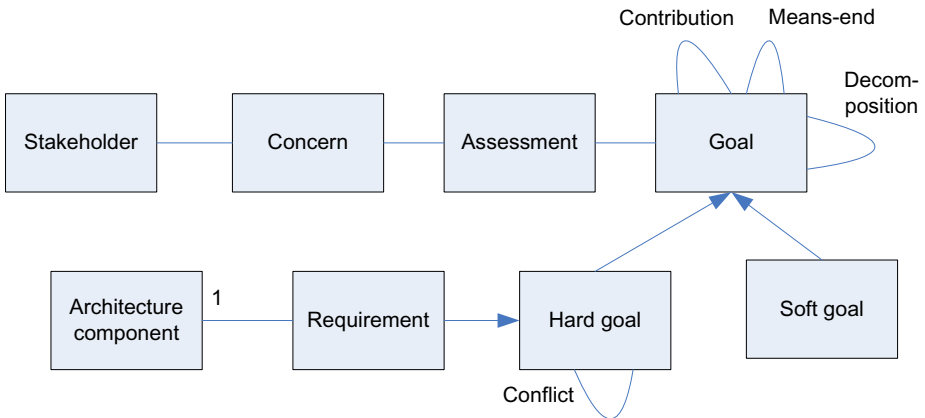 Contribution
Means-end
Decom-
position
Stakeholder
Concern
Assessment
Goal
Architecture
component
1
Requirement
Hard goal
Soft goal
Conflict